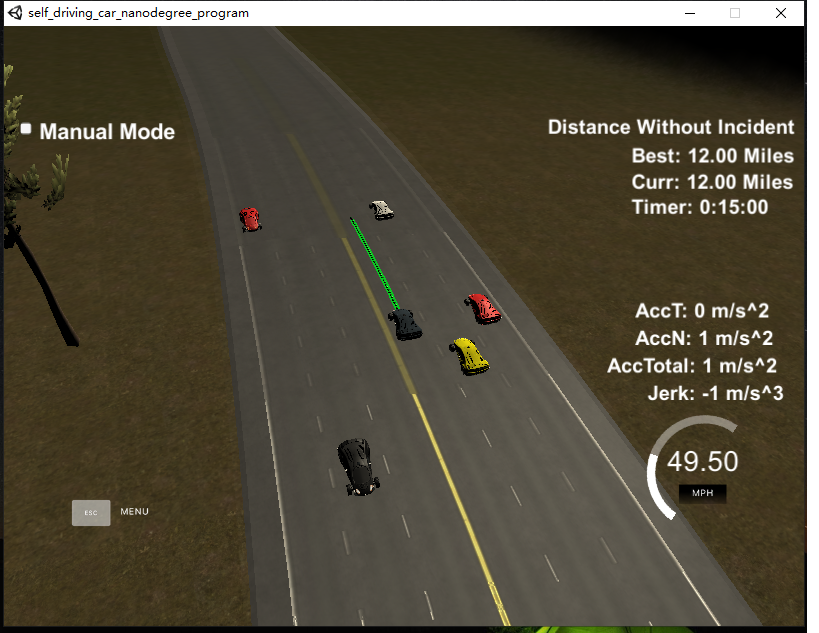 self_driving_car_nanodegree_program
Manual Mode
Distance Without Incident
Best: 12.00 Miles
Curr: 12.00 Miles
Timer: 0:15:00
AccT: 0 m/s^2
AccN: 1 m/s^2
AccTotal: 1 m/s^2
Jerk: -1 m/s^3
49.50
MPH
ESC MENU